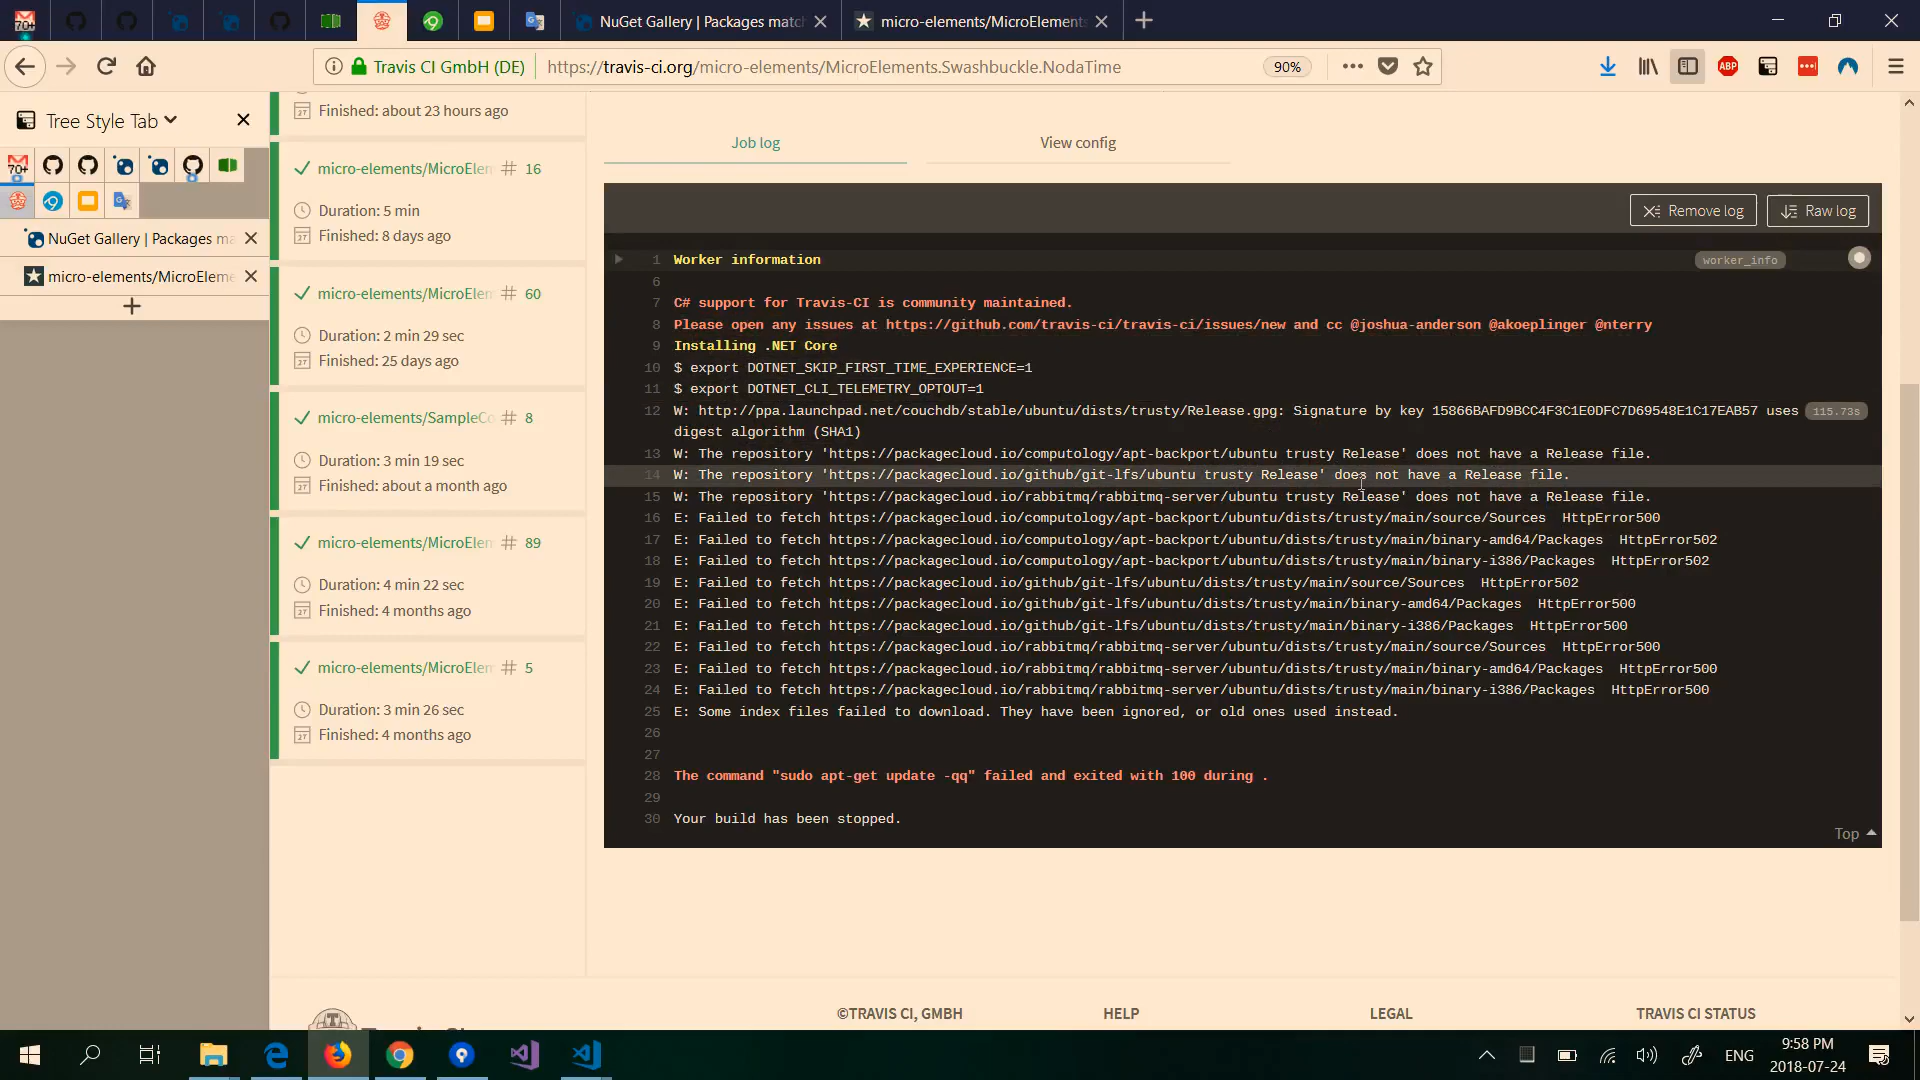 NuGet Gallery | Packages matc
micro-elements/MicroElements
Travis CI GmbH (DE)
https://travis-ci.org/micro-elements/MicroElements.Swashbuckle.NodaTime
90%
ABP
Tree Style Tab
70+
70+
NuGet Gallery | Packages ma
micro-elements/MicroEleme
Finished: about 23 hours ago
micro-elements/MicroElem # 16
Duration: 5 min
Finished: 8 days ago
micro-elements/MicroElem # 60
Duration: 2 min 29 sec
Finished: 25 days ago
micro-elements/SampleCo # 8
Duration: 3 min 19 sec
Finished: about a month ago
micro-elements/MicroElem # 89
Duration: 4 min 22 sec
Finished: 4 months ago
micro-elements/MicroElem # 5
Duration: 3 min 26 sec
Finished: 4 months ago
Job log
View config
Remove log
Raw log
1 Worker information
worker_info
6
7 C# support for Travis-CI is community maintained.
8 Please open any issues at https://github.com/travis-ci/travis-ci/issues/new and cc @joshua-anderson @akoeplinger @nterry
9 Installing .NET Core
10 $ export DOTNET_SKIP_FIRST_TIME_EXPERIENCE=1
11 $ export DOTNET_CLI_TELEMETRY_OPTOUT=1
12 W: http://ppa.launchpad.net/couchdb/stable/ubuntu/dists/trusty/Release.gpg: Signature by key 15866BAFD9BCC4F3C1E0DFC7D69548E1C17EAB57 uses
115.73s
digest algorithm (SHA1)
13 W: The repository 'https://packagecloud.io/computology/apt-backport/ubuntu trusty Release' does not have a Release file.
14 W: The repository 'https://packagecloud.io/github/git-lfs/ubuntu trusty Release' does not have a Release file.
15 W: The repository 'https://packagecloud.io/rabbitmq/rabbitmq-server/ubuntu trusty Release' does not have a Release file.
16 E: Failed to fetch https://packagecloud.io/computology/apt-backport/ubuntu/dists/trusty/main/source/Sources  HttpError500
17 E: Failed to fetch https://packagecloud.io/computology/apt-backport/ubuntu/dists/trusty/main/binary-amd64/Packages  HttpError502
18 E: Failed to fetch https://packagecloud.io/computology/apt-backport/ubuntu/dists/trusty/main/binary-i386/Packages  HttpError502
19 E: Failed to fetch https://packagecloud.io/github/git-lfs/ubuntu/dists/trusty/main/source/Sources  HttpError502
20 E: Failed to fetch https://packagecloud.io/github/git-lfs/ubuntu/dists/trusty/main/binary-amd64/Packages  HttpError500
21 E: Failed to fetch https://packagecloud.io/github/git-lfs/ubuntu/dists/trusty/main/binary-i386/Packages  HttpError500
22 E: Failed to fetch https://packagecloud.io/rabbitmq/rabbitmq-server/ubuntu/dists/trusty/main/source/Sources  HttpError500
23 E: Failed to fetch https://packagecloud.io/rabbitmq/rabbitmq-server/ubuntu/dists/trusty/main/binary-amd64/Packages  HttpError500
24 E: Failed to fetch https://packagecloud.io/rabbitmq/rabbitmq-server/ubuntu/dists/trusty/main/binary-i386/Packages  HttpError500
25 E: Some index files failed to download. They have been ignored, or old ones used instead.
26
27
28 The command "sudo apt-get update -qq" failed and exited with 100 during .
29
30 Your build has been stopped.
Top
©TRAVIS CI, GMBH
HELP
LEGAL
TRAVIS CI STATUS
ENG
9:58 PM
2018-07-24